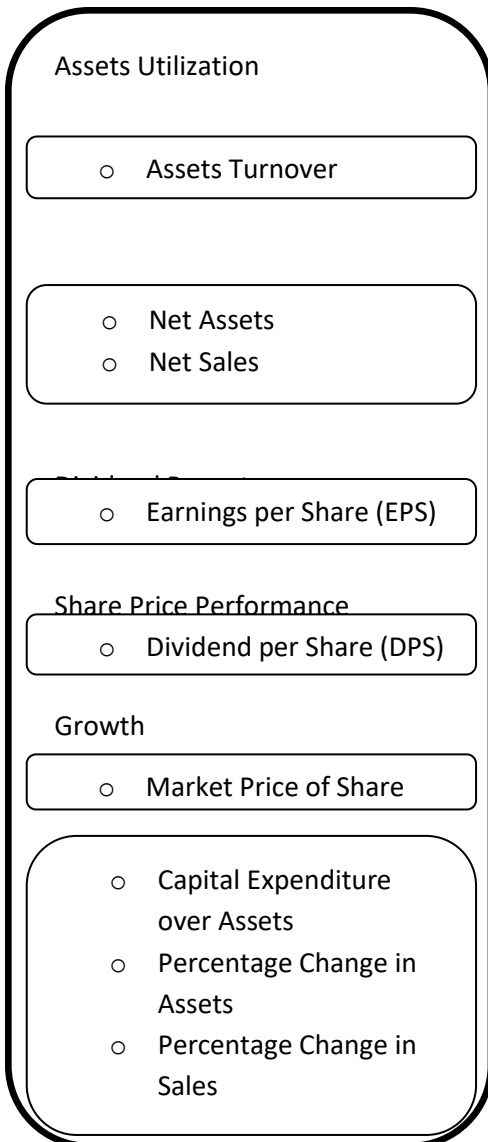 Assets Utilization
o Assets Turnover
o Net Assets
o Net Sales
o Earnings per Share (EPS)
Share Price Performance
o Dividend per Share (DPS)
Growth
o Market Price of Share
o Capital Expenditure
over Assets
o Percentage Change in
Assets
o Percentage Change in
Sales